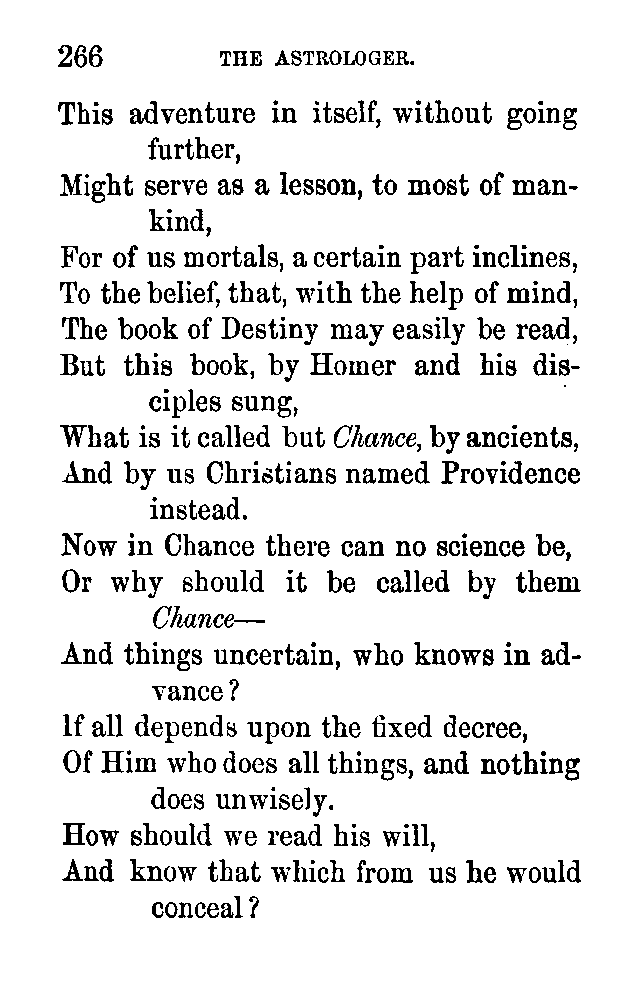 266 THE ASTROLOGER.
This adventure in itself, without going
further,
Might serve as a lesson, to most of man-
kind,
For of us mortals, a certain part inclines,
To the belief, that, with the help of mind,
The book of Destiny may easily be read,
But this book, by Homer and his dis-
ciples sung,
What is it called but Chance, by ancients,
And by us Christians named Providence
instead.
Now in Chance there can no science be,
Or why should it be called by them
Chance—
And things uncertain, who knows in ad-
vance?
If all depends upon the fixed decree,
Of Him who does all things, and nothing
does unwisely.
How should we read his will,
And know that which from us he would
conceal?